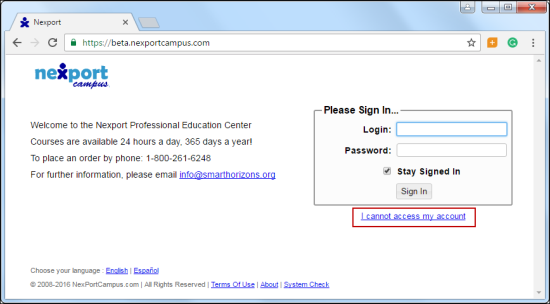 Nexport
https://beta.nexportcampus.com
nexport
campus
Welcome to the Nexport Professional Education Center
Courses are available 24 hours a day, 365 days a year!
To place an order by phone: 1-800-261-6248
For further information, please email info@smarthorizons.org
Please Sign In...
Login:
Password:
Stay Signed In
Sign In
I cannot access my account
Choose your language : English | Español
© 2008-2016 NexPortCampus.com | All Rights Reserved | Terms Of Use | About | System Check